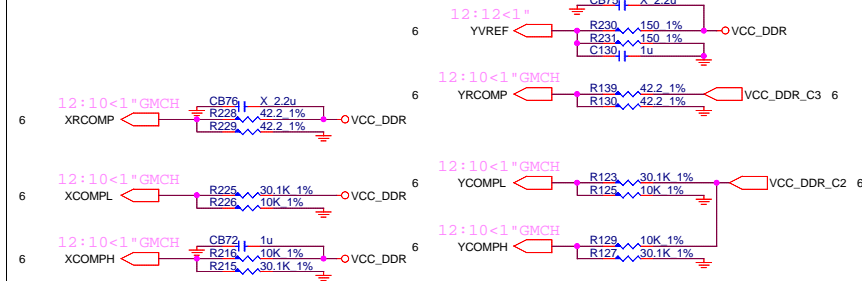 CB75 X_2.2u
12:12<1"
6 YVREF R230 150_1% VCC_DDR
R231 150_1%
C130 1u
12:10<1"GMCH
6 YRCOMP R139 42.2_1% VCC_DDR_C3 6
R130 42.2_1%
12:10<1"GMCH
CB76 X_2.2u
6 XRCOMP R228 42.2_1% VCC_DDR
R229 42.2_1%
12:10<1"GMCH
6 YCOMPL R123 30.1K_1% VCC_DDR_C2 6
R125 10K_1%
12:10<1"GMCH
6 XCOMPL R225 30.1K_1% VCC_DDR
R226 10K_1%
12:10<1"GMCH
6 YCOMPH R129 10K_1%
R127 30.1K_1%
12:10<1"GMCH
CB72 1u
6 XCOMPH R216 10K_1% VCC_DDR
R215 30.1K_1%